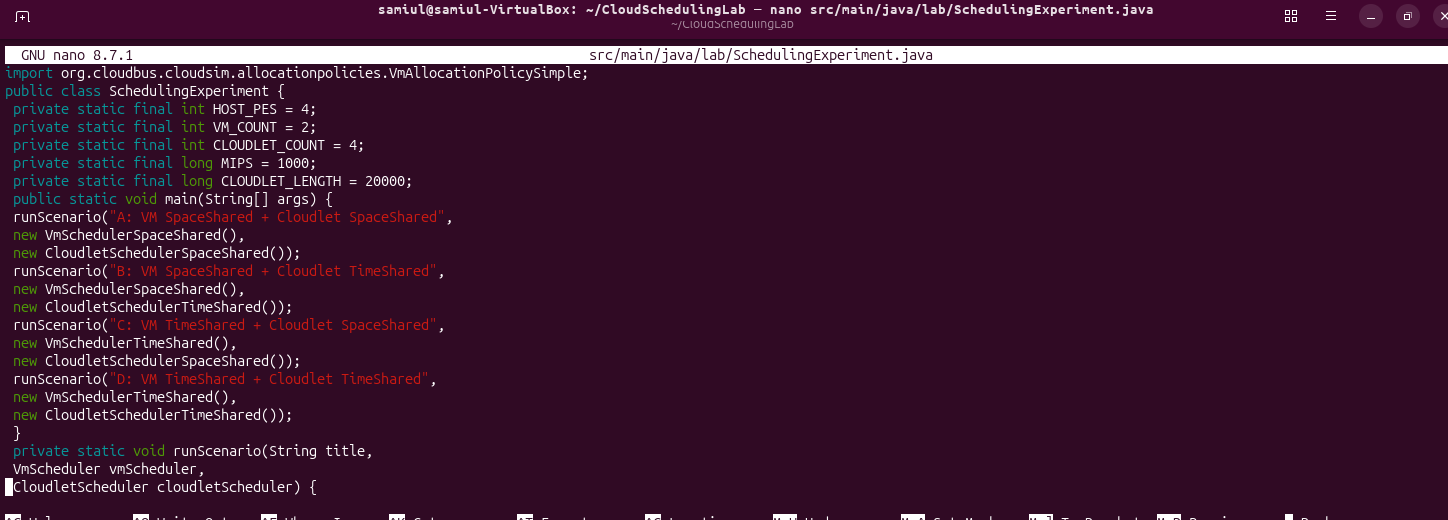 samiul@samiul-VirtualBox: ~/CloudSchedulingLab — nano src/main/java/lab/SchedulingExperiment.java
~/CloudSchedulingLab
GNU nano 8.7.1 src/main/java/lab/SchedulingExperiment.java
import org.cloudbus.cloudsim.allocationpolicies.VmAllocationPolicySimple;
public class SchedulingExperiment {
private static final int HOST_PES = 4;
private static final int VM_COUNT = 2;
private static final int CLOUDLET_COUNT = 4;
private static final long MIPS = 1000;
private static final long CLOUDLET_LENGTH = 20000;
public static void main(String[] args) {
runScenario("A: VM SpaceShared + Cloudlet SpaceShared",
new VmSchedulerSpaceShared(),
new CloudletSchedulerSpaceShared());
runScenario("B: VM SpaceShared + Cloudlet TimeShared",
new VmSchedulerSpaceShared(),
new CloudletSchedulerTimeShared());
runScenario("C: VM TimeShared + Cloudlet SpaceShared",
new VmSchedulerTimeShared(),
new CloudletSchedulerSpaceShared());
runScenario("D: VM TimeShared + Cloudlet TimeShared",
new VmSchedulerTimeShared(),
new CloudletSchedulerTimeShared());
}
private static void runScenario(String title,
VmScheduler vmScheduler,
CloudletScheduler cloudletScheduler) {